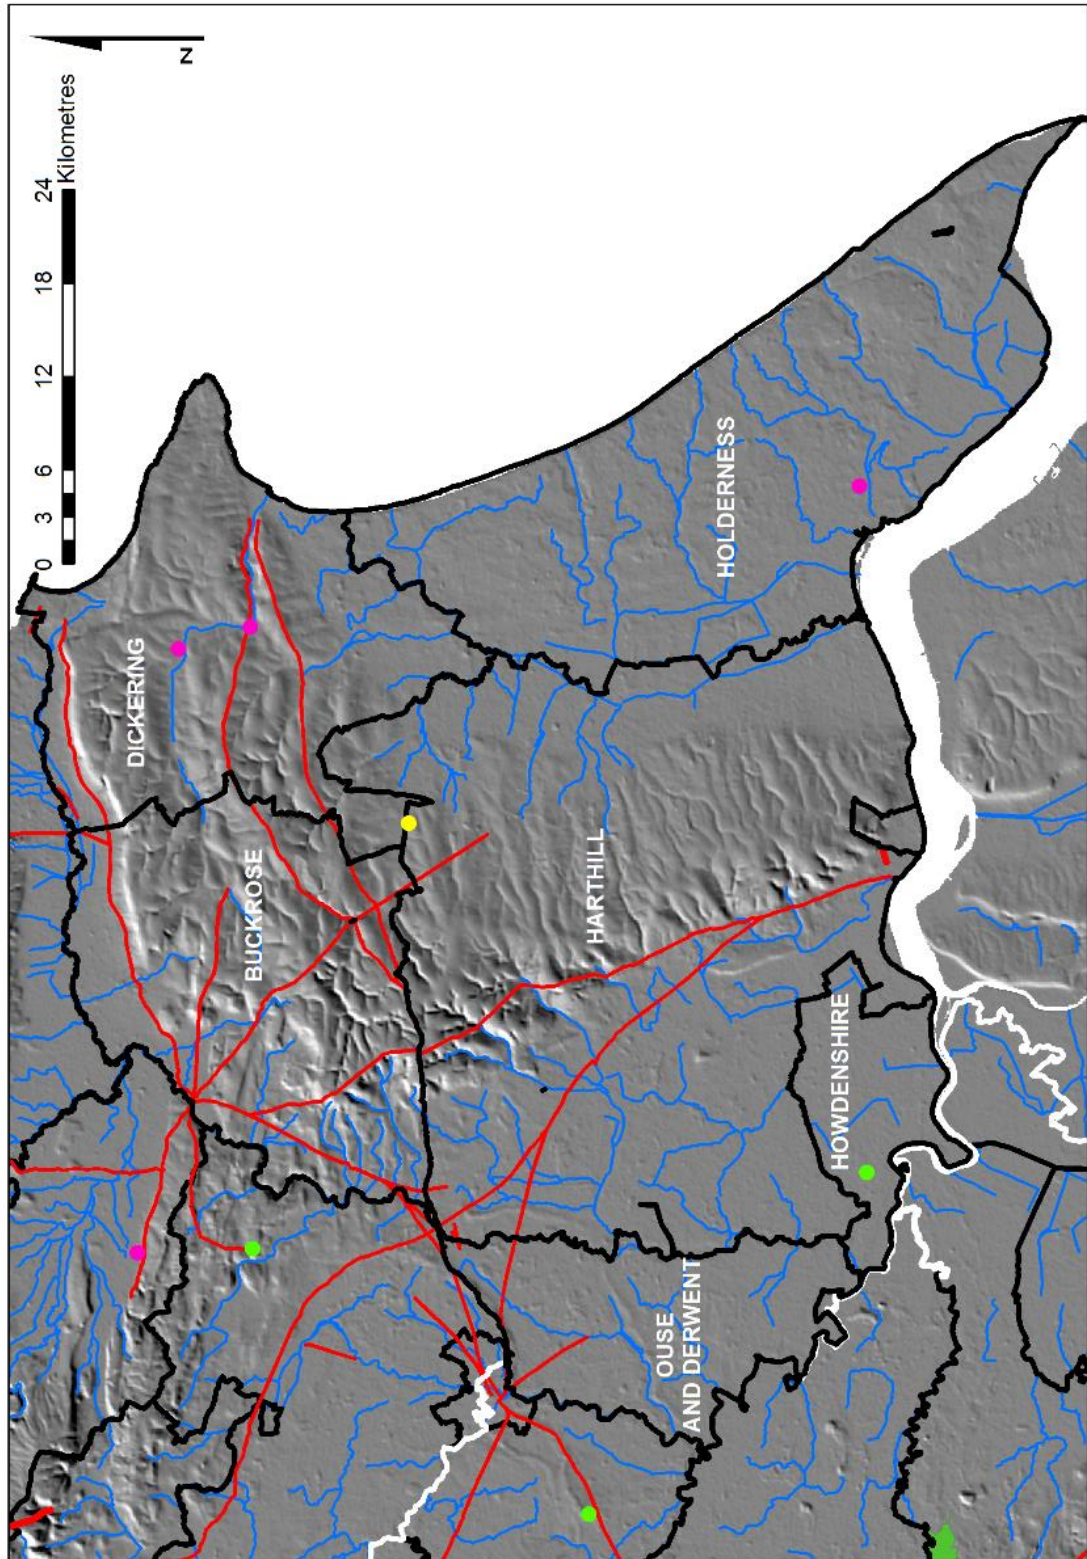 N
0 3 6 12 18 24
Kilometres
DICKERING
BUCKROSE
HARTHILL
HOLDERNESS
HOWDENSHIRE
OUSE
AND DERWENT